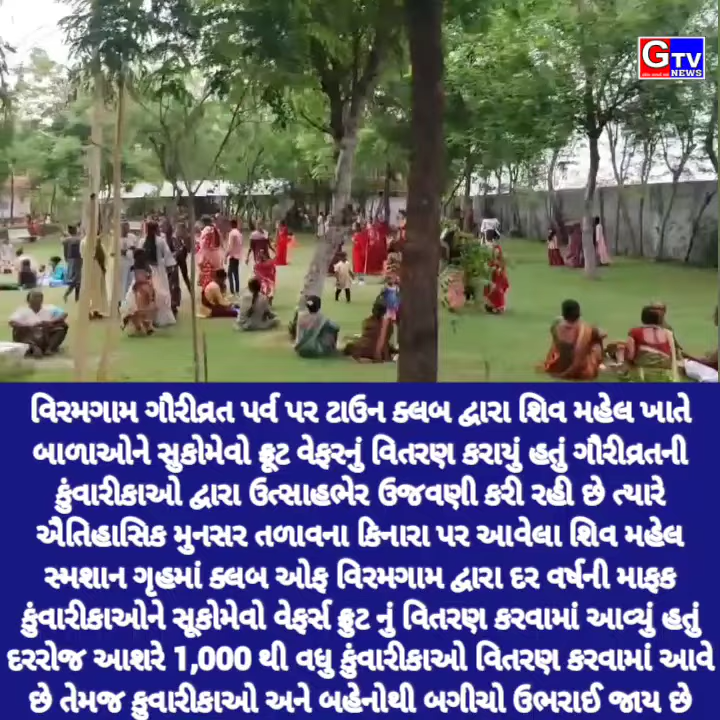 GTV
NEWS
વિરમગામ ગૌરીવ્રત પર્વ પર ટાઉન ક્લબ દ્વારા શિવ મહેલ ખાતે
બાળાઓને સુકોમેવો ફ્રૂટ વેફરનું વિતરણ કરાયું હતું ગૌરીવ્રતની
કુંવારીકાઓ દ્વારા ઉત્સાહભેર ઉજવણી કરી રહી છે ત્યારે
ઐતિહાસિક મુનસર તળાવના કિનારા પર આવેલા શિવ મહેલ
સ્મશાન ગૃહમાં ક્લબ ઓફ વિરમગામ દ્વારા દર વર્ષની માફક
કુંવારીકાઓને સૂકોમેવો વેફર્સ ફ્રુટ નું વિતરણ કરવામાં આવ્યું હતું
દરરોજ આશરે 1,000 થી વધુ કુંવારીકાઓ વિતરણ કરવામાં આવે
છે તેમજ કુવારીકાઓ અને બહેનોથી બગીચો ઉભરાઈ જાય છે